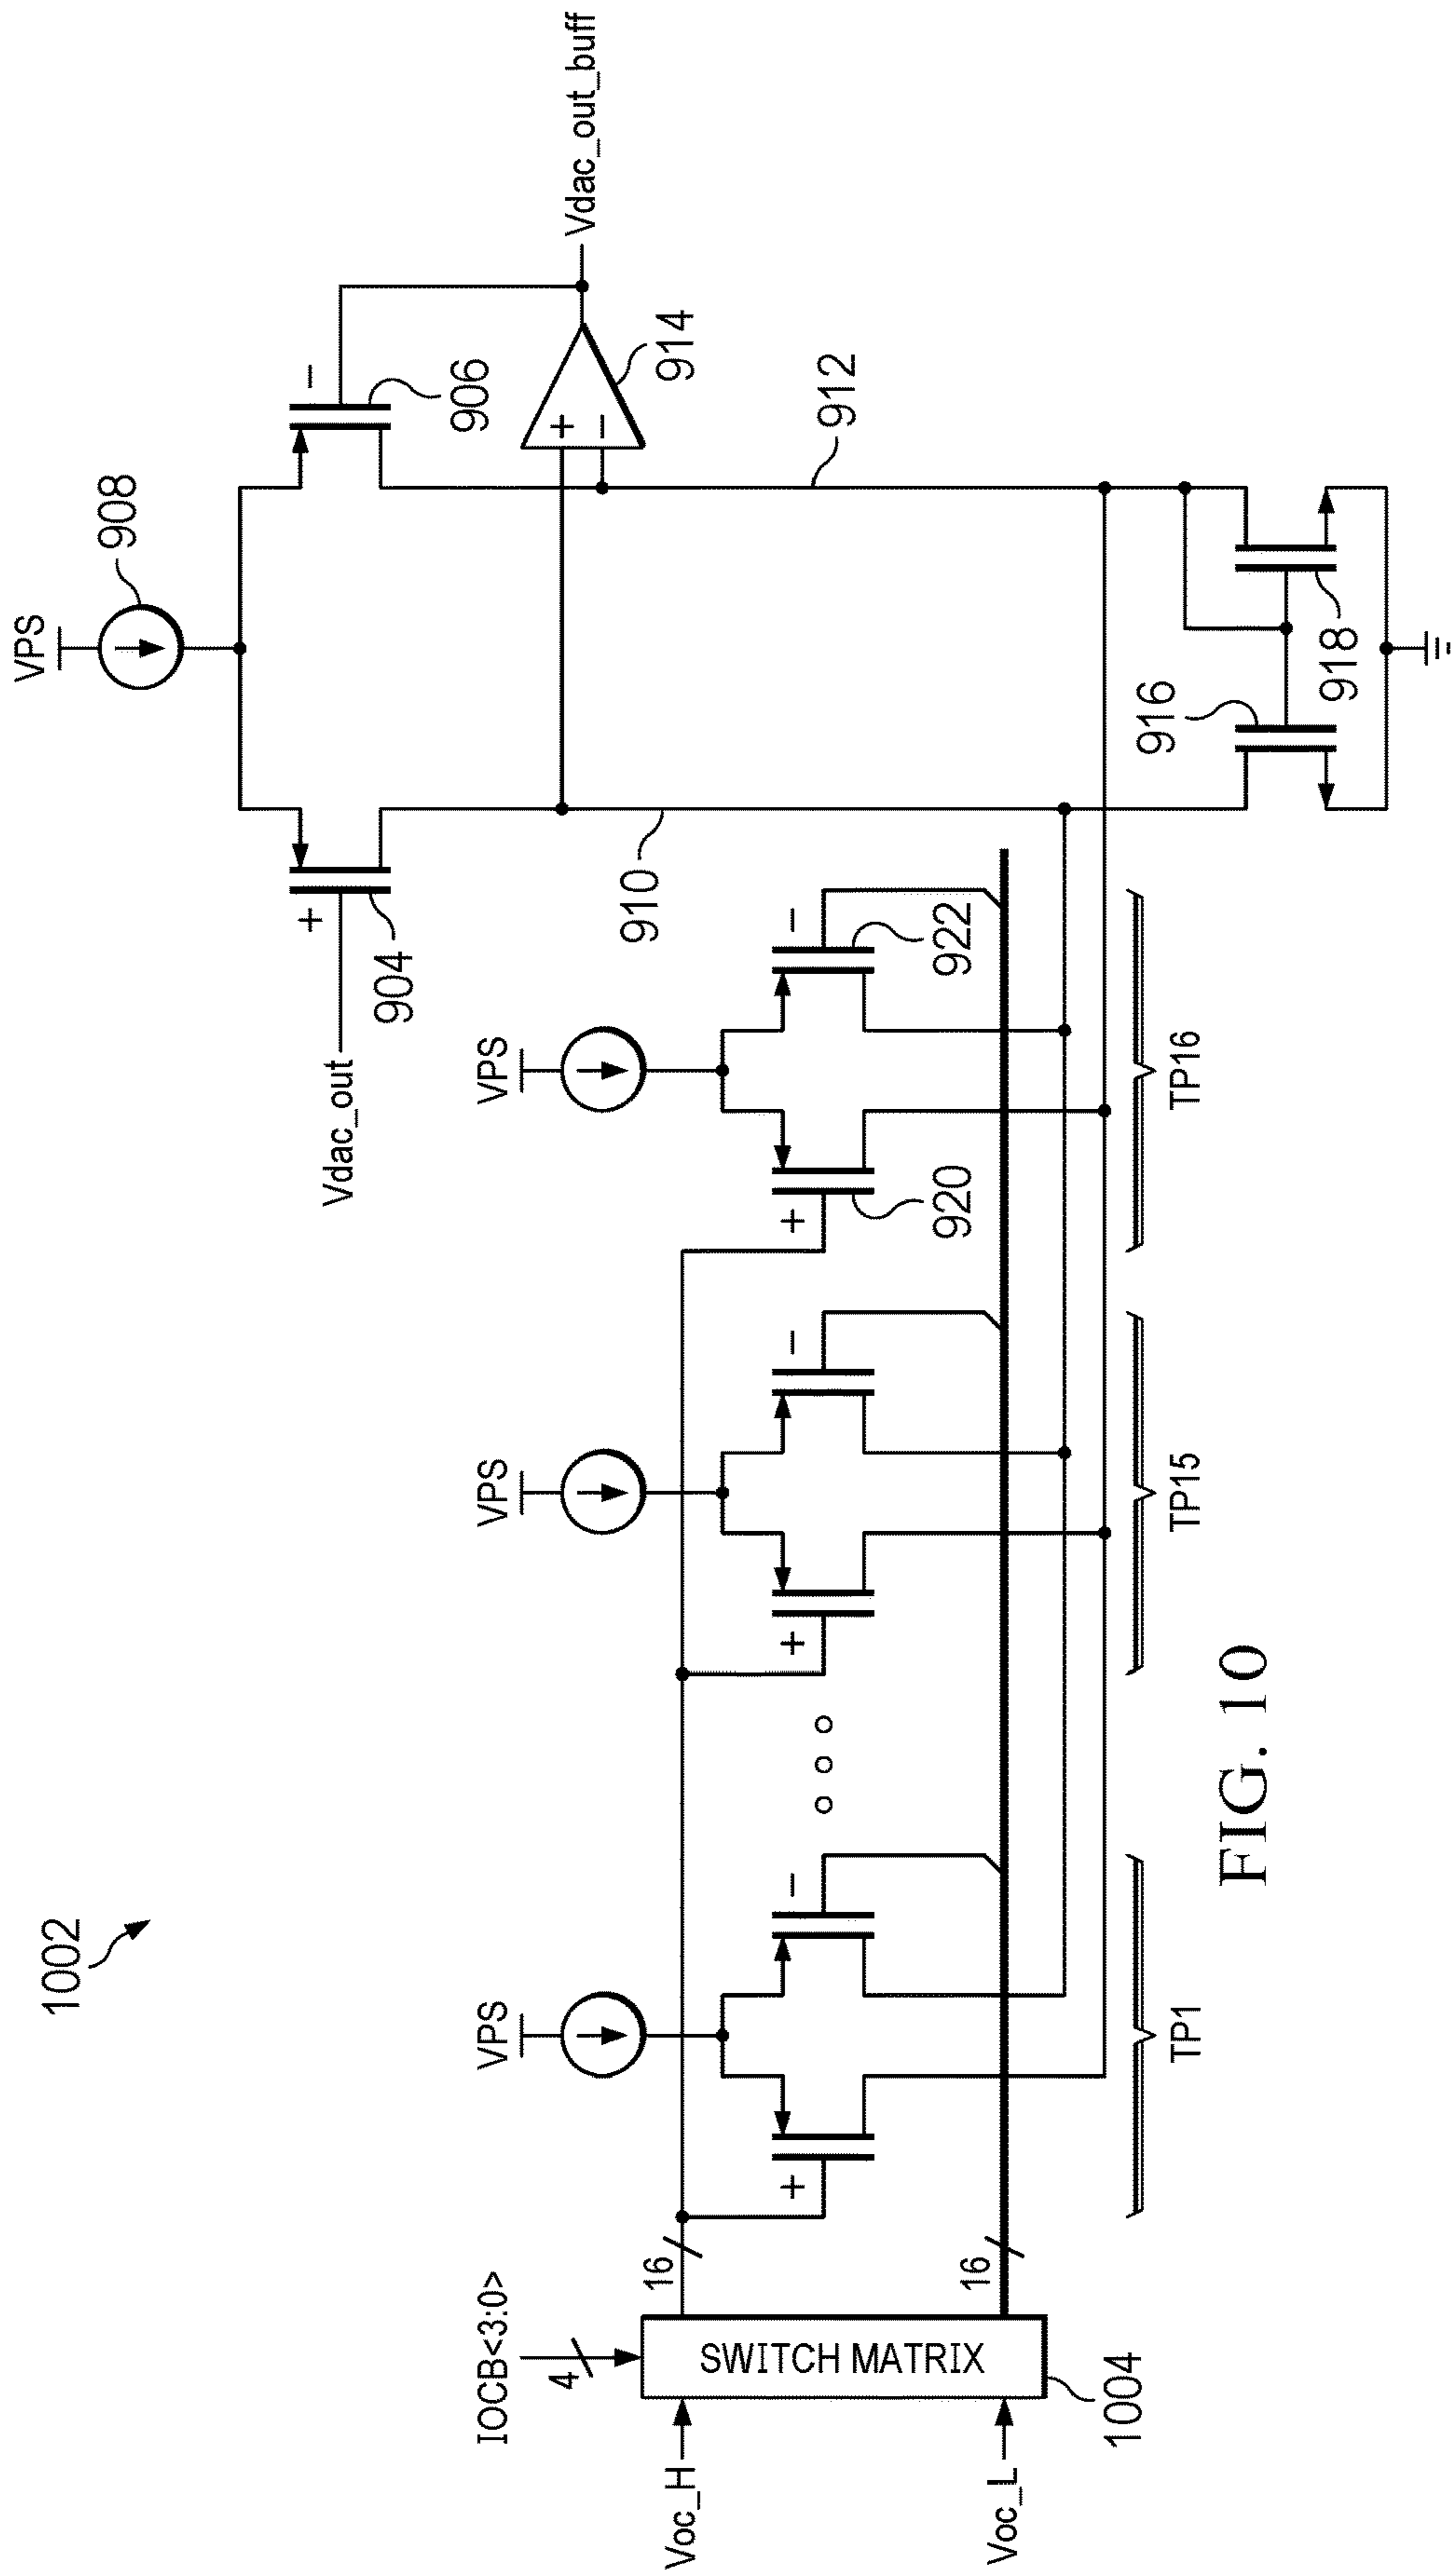 1002
VPS
908
Vdac_out
+
904
-
906
Vdac_out_buff
+
-
914
910
912
IOCB<3:0>
4
VPS
VPS
VPS
Voc_H
Voc_L
SWITCH MATRIX
1004
16
16
+
-
+
-
+
-
920
922
916
918
TP1
TP15
TP16
FIG. 10